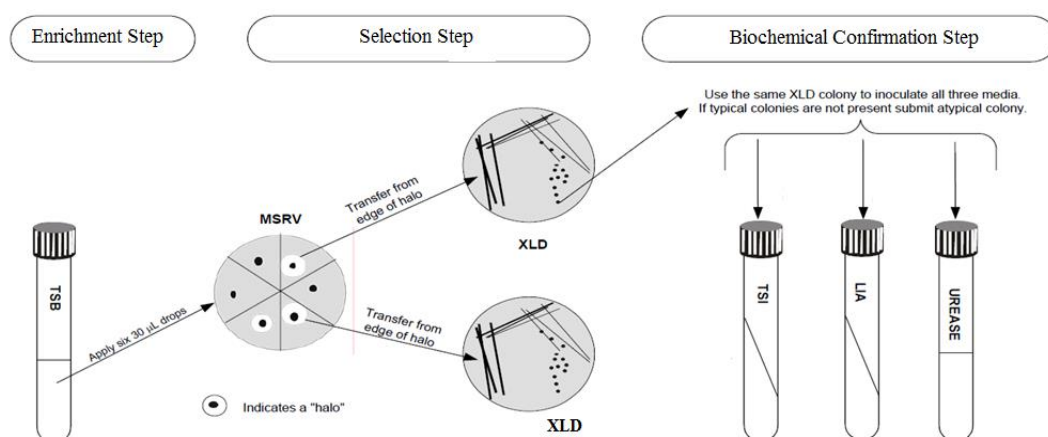 Enrichment Step
Selection Step
Biochemical Confirmation Step
Use the same XLD colony to inoculate all three media.
If typical colonies are not present submit atypical colony.
TSB
Apply six 30 µL drops
MSRV
Transfer from
edge of halo
XLD
Transfer from
edge of halo
XLD
Indicates a "halo"
TSI
LIA
UREASE